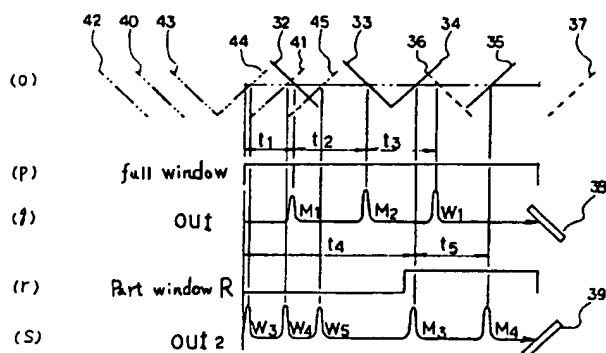 42 40 43 44 32 41 45 33 36 34 35 37
(O)
t1 t2 t3
(P) full window
(q) OUT M1 M2 W1 38
t4 t5
(r) Part window R
(S) OUT 2 W3 W4 W5 M3 M4 39